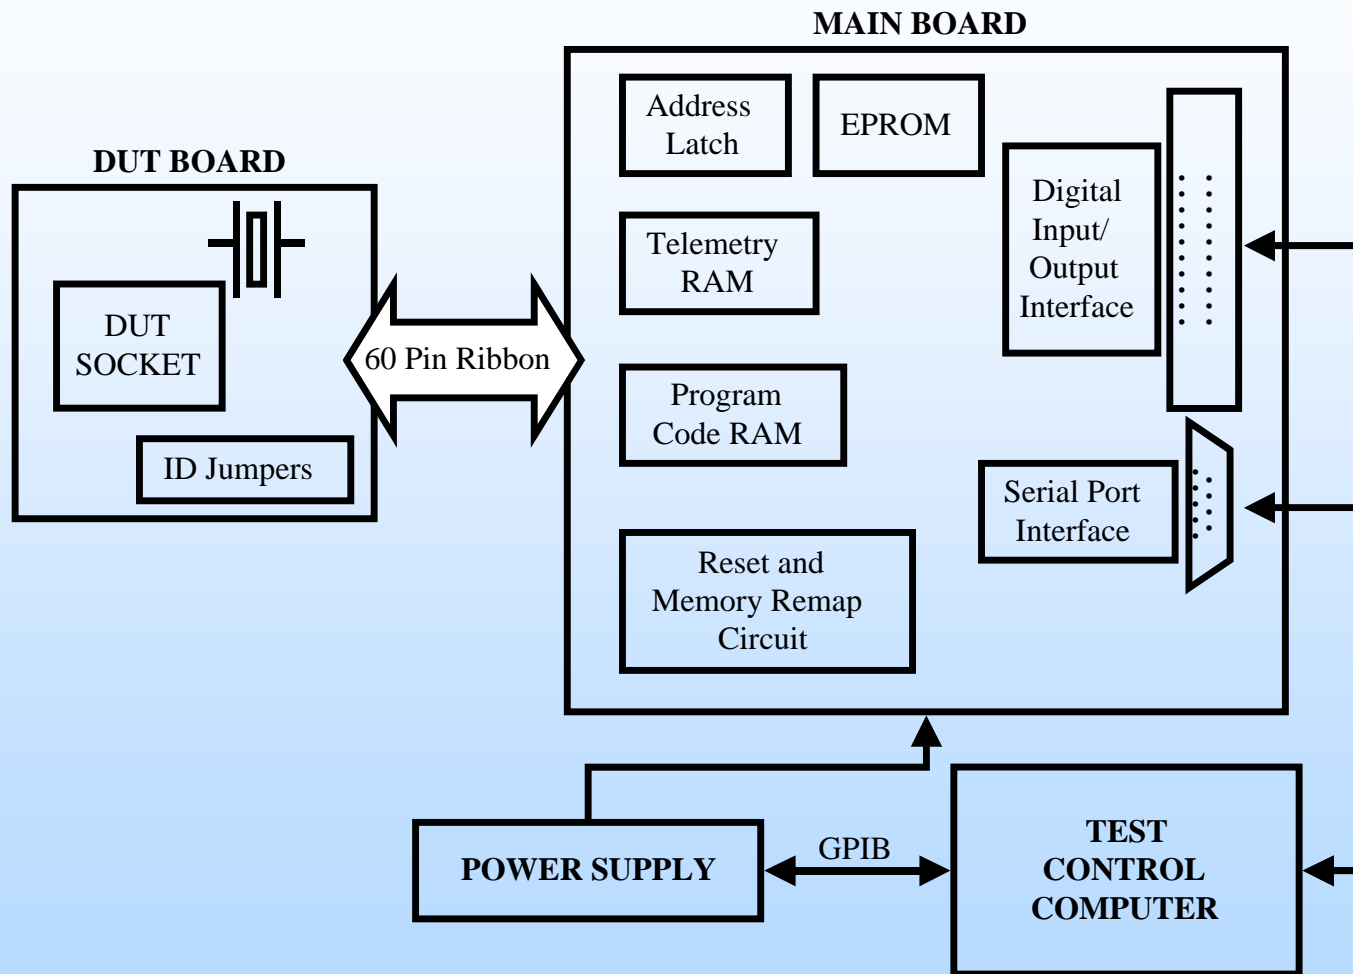 MAIN BOARD
Address
Latch
EPROM
DUT BOARD
Digital
Input/
Output
Interface
Telemetry
RAM
DUT
SOCKET
60 Pin Ribbon
Program
Code RAM
ID Jumpers
Serial Port
Interface
Reset and
Memory Remap
Circuit
POWER SUPPLY
GPIB
TEST
CONTROL
COMPUTER